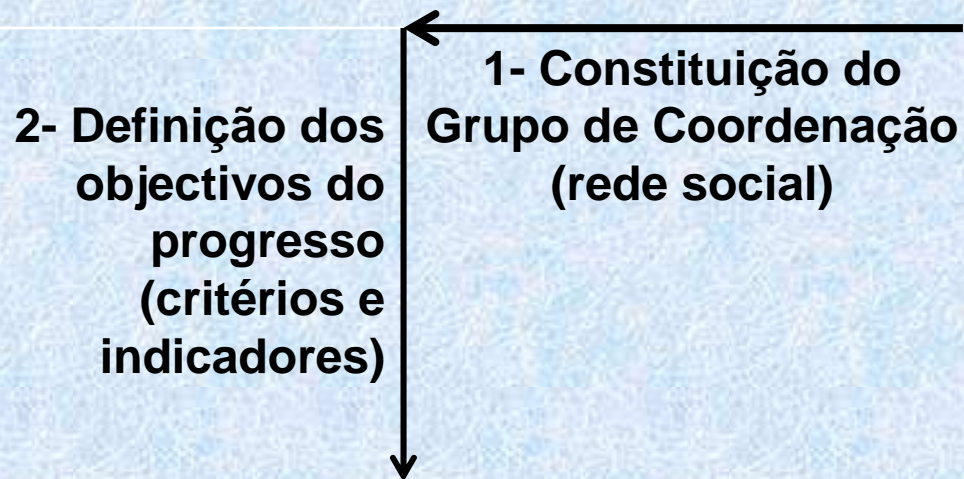 1- Constituição do
Grupo de Coordenação
(rede social)
2- Definição dos
objectivos do
progresso
(critérios e
indicadores)